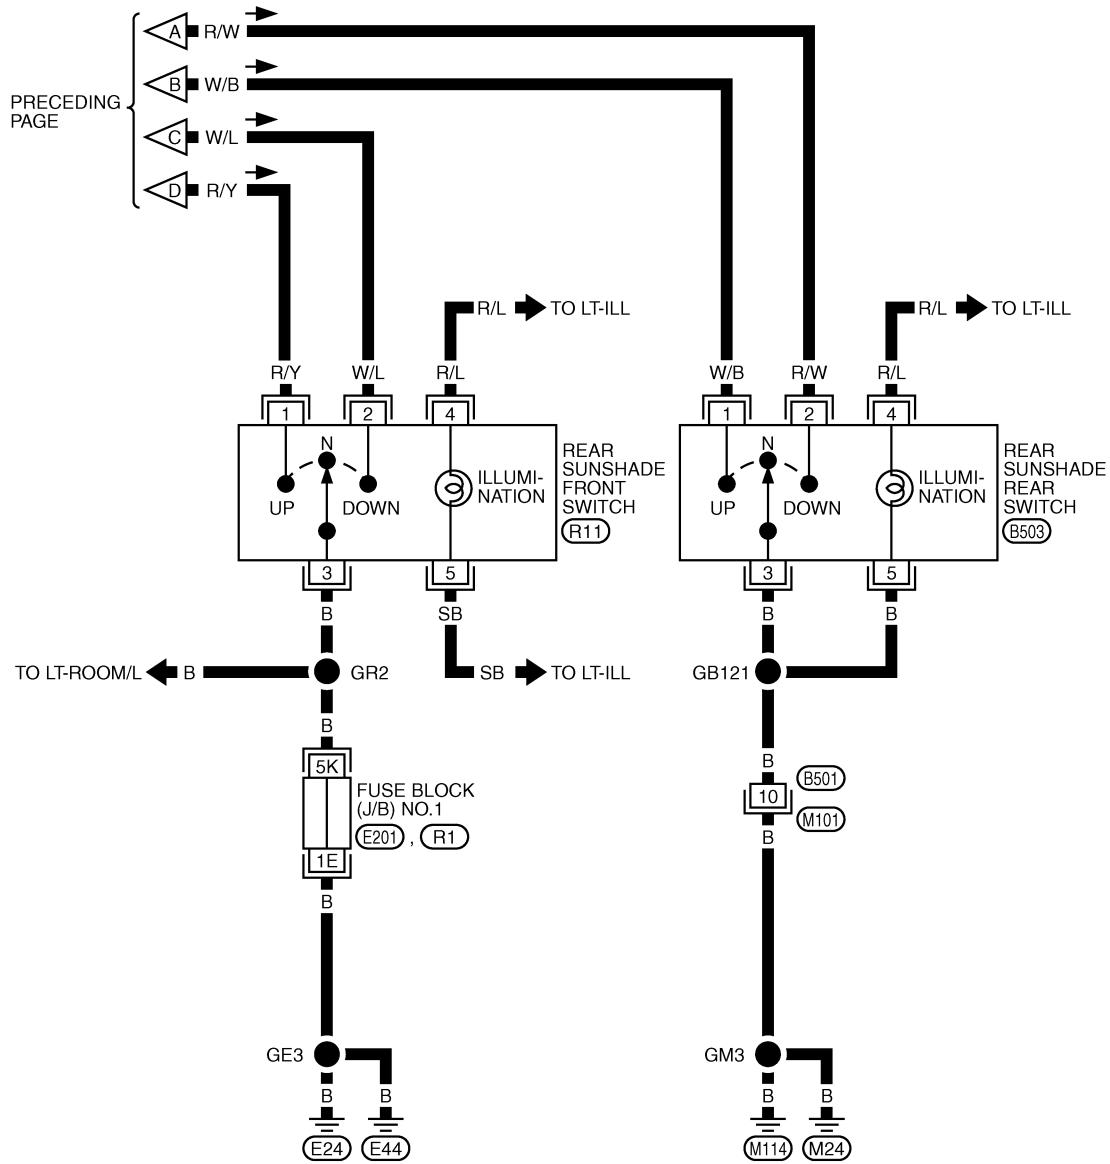 A R/W
B W/B
PRECEDING
PAGE
C W/L
D R/Y
R/L TO LT-ILL
R/L TO LT-ILL
R/Y W/L R/L
W/B R/W R/L
1 2 4
1 2 4
N
UP DOWN
ILLUMI-
NATION
REAR
SUNSHADE
FRONT
SWITCH
R11
N
UP DOWN
ILLUMI-
NATION
REAR
SUNSHADE
REAR
SWITCH
B503
3 5
3 5
B SB
B B
TO LT-ROOM/L B GR2
SB TO LT-ILL
GB121
B
5K
FUSE BLOCK
(J/B) NO.1
E201 , R1
1E
B
B
B501
10
M101
B
GE3
GM3
B B
B B
E24 E44
M114 M24